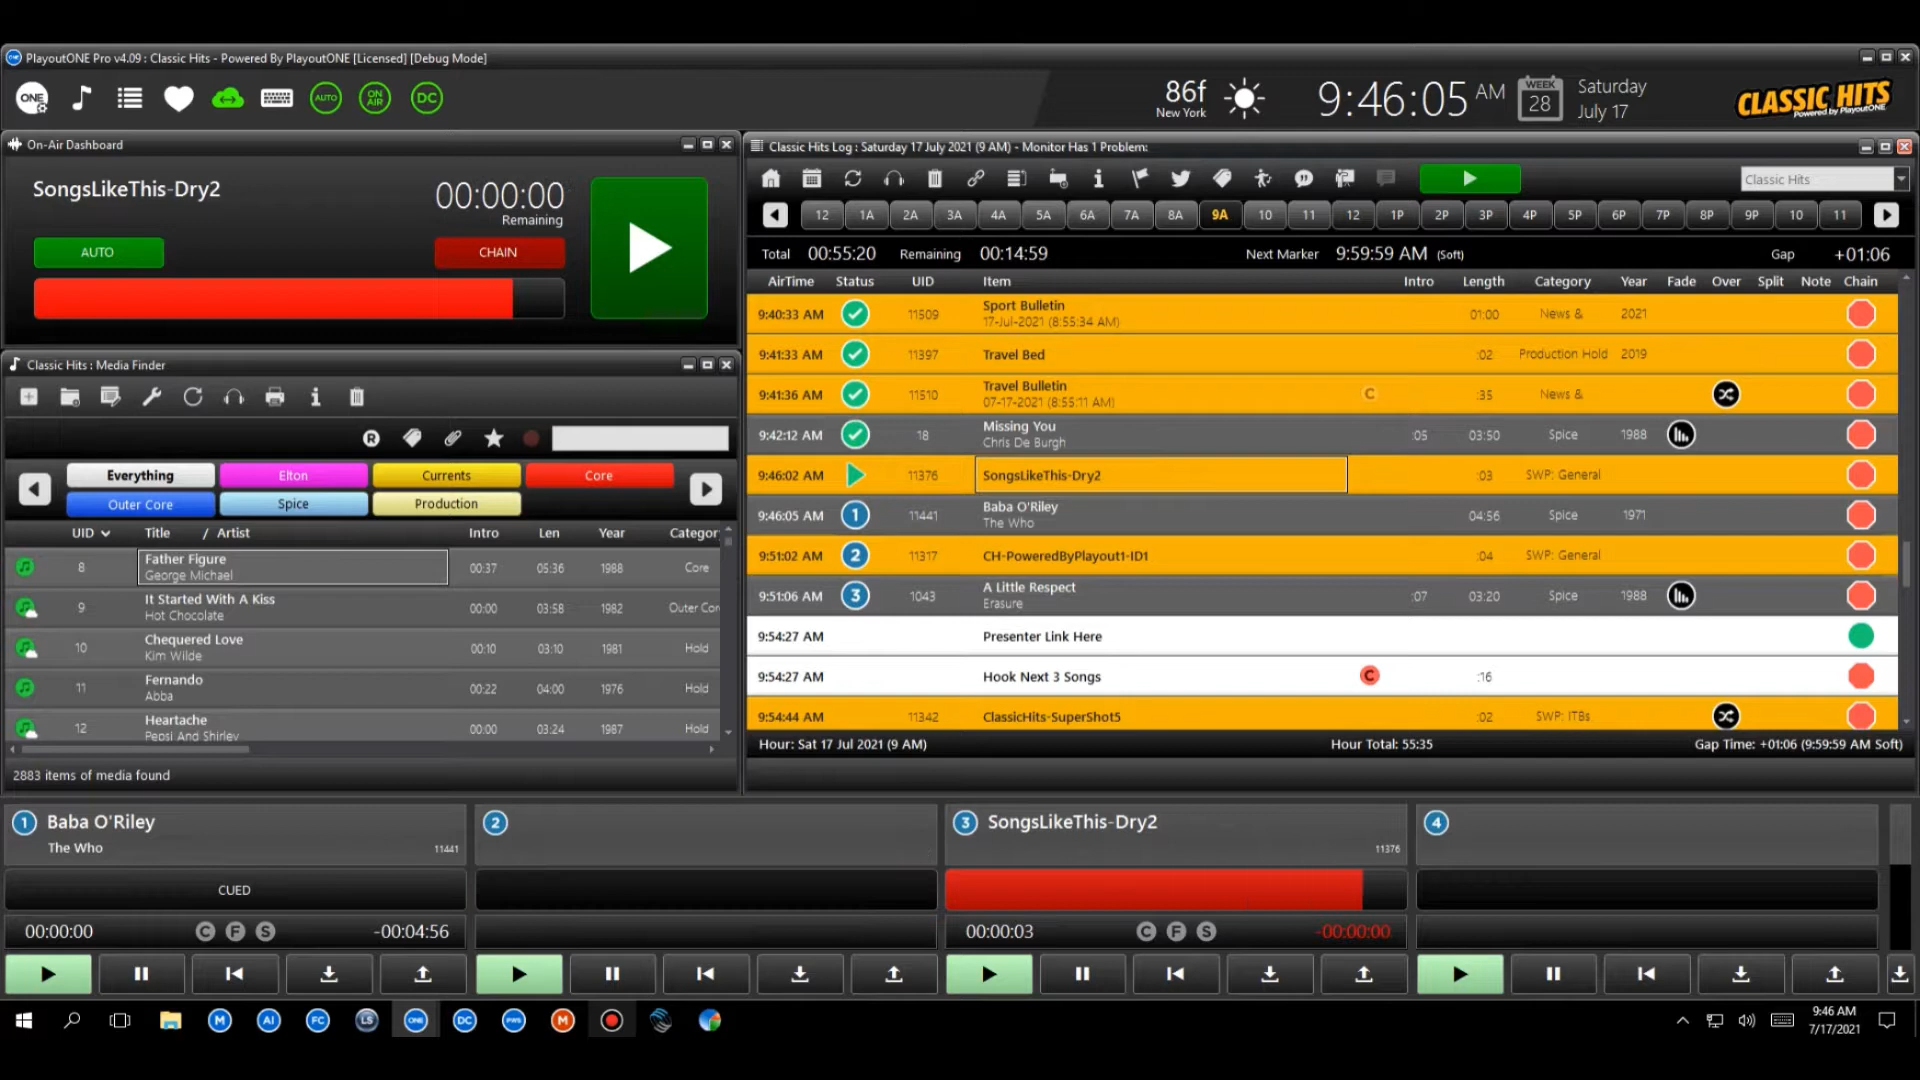 PlayoutONE Pro v4.09 : Classic Hits - Powered By PlayoutONE [Licensed] [Debug Mode]
ONE
AUTO
ON AIR
DC
86f
New York
9:46:05 AM
WEEK
28
Saturday
July 17
CLASSIC HITS
Powered by PlayoutONE
On-Air Dashboard
SongsLikeThis-Dry2
00:00:00
Remaining
AUTO
CHAIN
Classic Hits : Media Finder
R
Everything Elton Currents Core
Outer Core Spice Production
UID Title / Artist Intro Len Year Categor
8 Father Figure 00:37 05:36 1988 Core
George Michael
9 It Started With A Kiss 00:00 03:58 1982 Outer Cor
Hot Chocolate
10 Chequered Love 00:10 03:10 1981 Hold
Kim Wilde
11 Fernando 00:22 04:00 1976 Hold
Abba
12 Heartache 00:00 03:24 1987 Hold
Pepsi And Shirley
2883 items of media found
Classic Hits Log : Saturday 17 July 2021 (9 AM) - Monitor Has 1 Problem:
Classic Hits
12 1A 2A 3A 4A 5A 6A 7A 8A 9A 10 11 12 1P 2P 3P 4P 5P 6P 7P 8P 9P 10 11
Total 00:55:20 Remaining 00:14:59 Next Marker 9:59:59 AM (Soft) Gap +01:06
AirTime Status UID Item Intro Length Category Year Fade Over Split Note Chain
9:40:33 AM 11509 Sport Bulletin 01:00 News & 2021
17-Jul-2021 (8:55:34 AM)
9:41:33 AM 11397 Travel Bed :02 Production Hold 2019
9:41:36 AM 11510 Travel Bulletin C :35 News &
07-17-2021 (8:55:11 AM)
9:42:12 AM 18 Missing You :05 03:50 Spice 1988
Chris De Burgh
9:46:02 AM 11376 SongsLikeThis-Dry2 :03 SWP: General
9:46:05 AM 1 11441 Baba O'Riley 04:56 Spice 1971
The Who
9:51:02 AM 2 11317 CH-PoweredByPlayout1-ID1 :04 SWP: General
9:51:06 AM 3 1043 A Little Respect :07 03:20 Spice 1988
Erasure
9:54:27 AM Presenter Link Here
9:54:27 AM Hook Next 3 Songs C :16
9:54:44 AM 11342 ClassicHits-SuperShot5 :02 SWP: ITBs
Hour: Sat 17 Jul 2021 (9 AM) Hour Total: 55:35 Gap Time: +01:06 (9:59:59 AM Soft)
1 Baba O'Riley
The Who 11441
CUED
00:00:00 C F S -00:04:56
2
3 SongsLikeThis-Dry2
11376
00:00:03 C F S -00:00:00
4
M AI FC LS ONE DC PWS M
9:46 AM
7/17/2021